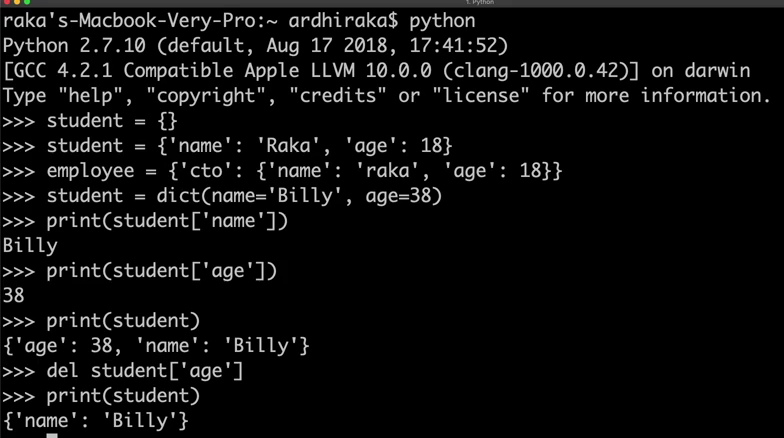 1. Python
raka's-Macbook-Very-Pro:~ ardhiraka$ python
Python 2.7.10 (default, Aug 17 2018, 17:41:52)
[GCC 4.2.1 Compatible Apple LLVM 10.0.0 (clang-1000.0.42)] on darwin
Type "help", "copyright", "credits" or "license" for more information.
>>> student = {}
>>> student = {'name': 'Raka', 'age': 18}
>>> employee = {'cto': {'name': 'raka', 'age': 18}}
>>> student = dict(name='Billy', age=38)
>>> print(student['name'])
Billy
>>> print(student['age'])
38
>>> print(student)
{'age': 38, 'name': 'Billy'}
>>> del student['age']
>>> print(student)
{'name': 'Billy'}